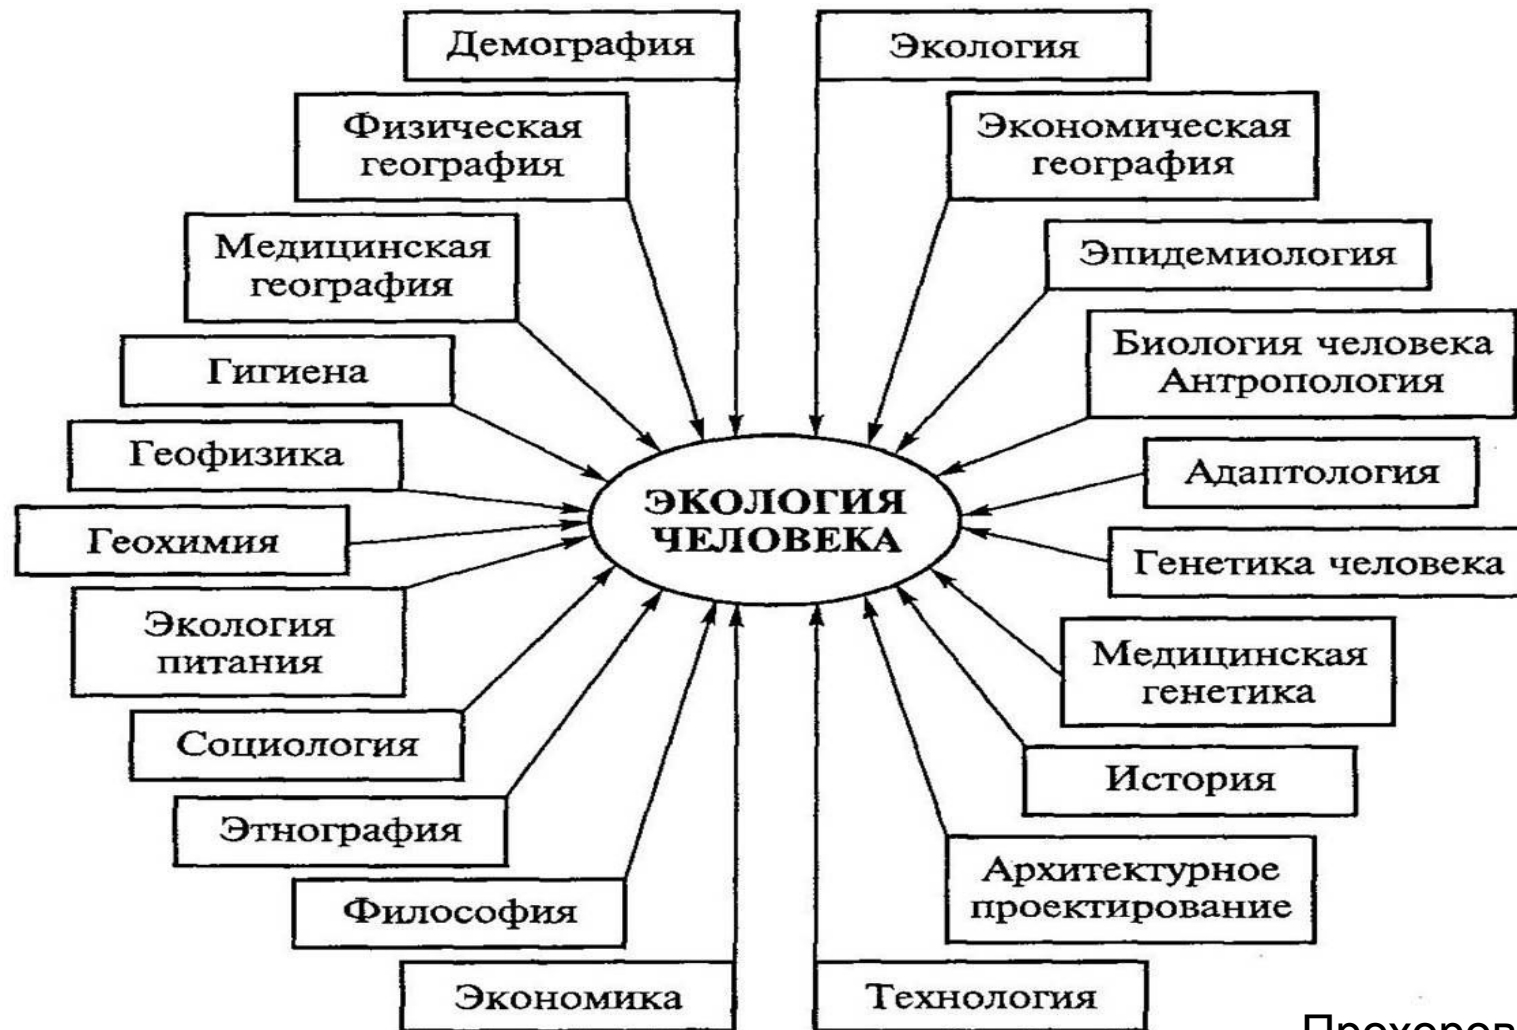 Демография
Экология
Физическая
география
Экономическая
география
Медицинская
география
Эпидемиология
Гигиена
Биология человека
Антропология
Геофизика
Адаптология
ЭКОЛОГИЯ
ЧЕЛОВЕКА
Геохимия
Генетика человека
Экология
питания
Медицинская
генетика
Социология
История
Этнография
Архитектурное
проектирование
Философия
Экономика
Технология